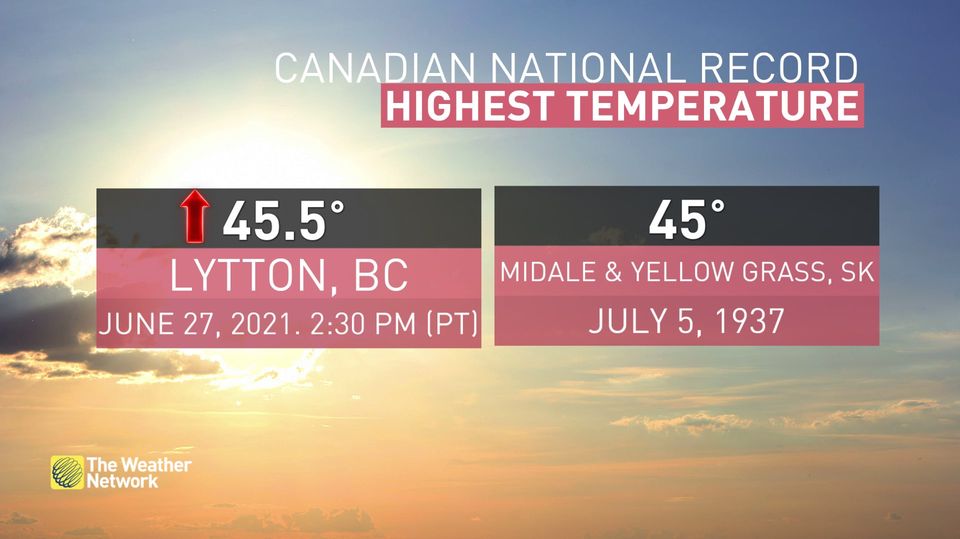 CANADIAN NATIONAL RECORD
HIGHEST TEMPERATURE
45.5°
LYTTON, BC
JUNE 27, 2021. 2:30 PM (PT)
45°
MIDALE & YELLOW GRASS, SK
JULY 5, 1937
The Weather
Network